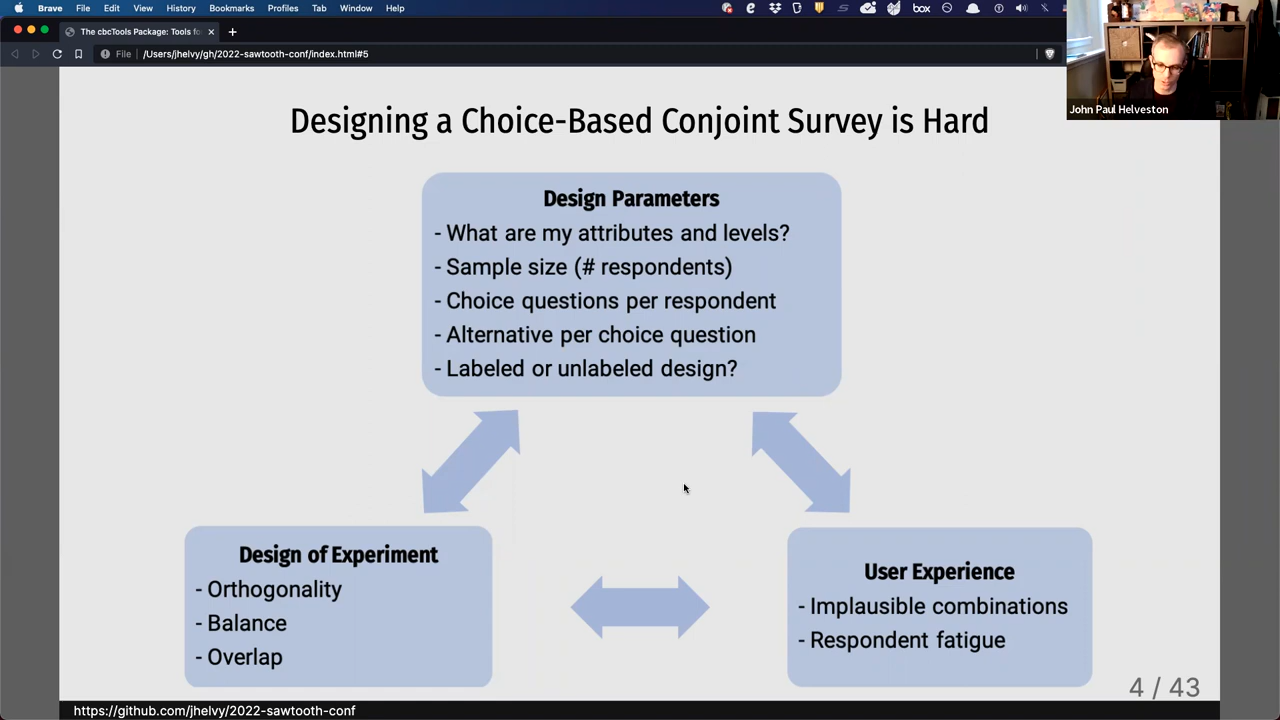 Brave File Edit View History Bookmarks Profiles Tab Window Help
box
The cbcTools Package: Tools fo
File /Users/jhelvy/gh/2022-sawtooth-conf/index.html#5
John Paul Helveston
Designing a Choice-Based Conjoint Survey is Hard
Design Parameters
- What are my attributes and levels?
- Sample size (# respondents)
- Choice questions per respondent
- Alternative per choice question
- Labeled or unlabeled design?
Design of Experiment
- Orthogonality
- Balance
- Overlap
User Experience
- Implausible combinations
- Respondent fatigue
4 / 43
https://github.com/jhelvy/2022-sawtooth-conf